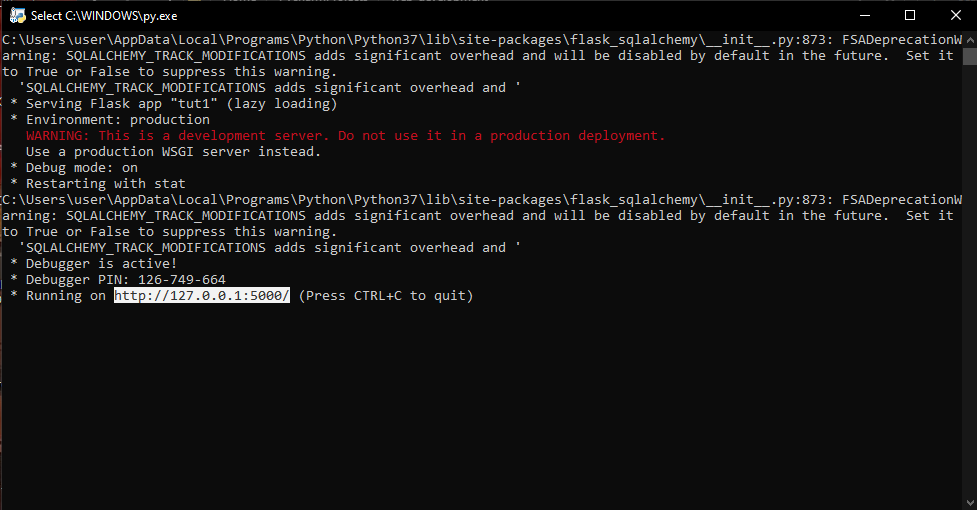 Select C:\WINDOWS\py.exe
C:\Users\user\AppData\Local\Programs\Python\Python37\lib\site-packages\flask_sqlalchemy\__init__.py:873: FSADeprecationW
arning: SQLALCHEMY_TRACK_MODIFICATIONS adds significant overhead and will be disabled by default in the future.  Set it
to True or False to suppress this warning.
  'SQLALCHEMY_TRACK_MODIFICATIONS adds significant overhead and '
 * Serving Flask app "tut1" (lazy loading)
 * Environment: production
   WARNING: This is a development server. Do not use it in a production deployment.
   Use a production WSGI server instead.
 * Debug mode: on
 * Restarting with stat
C:\Users\user\AppData\Local\Programs\Python\Python37\lib\site-packages\flask_sqlalchemy\__init__.py:873: FSADeprecationW
arning: SQLALCHEMY_TRACK_MODIFICATIONS adds significant overhead and will be disabled by default in the future.  Set it
to True or False to suppress this warning.
  'SQLALCHEMY_TRACK_MODIFICATIONS adds significant overhead and '
 * Debugger is active!
 * Debugger PIN: 126-749-664
 * Running on http://127.0.0.1:5000/ (Press CTRL+C to quit)